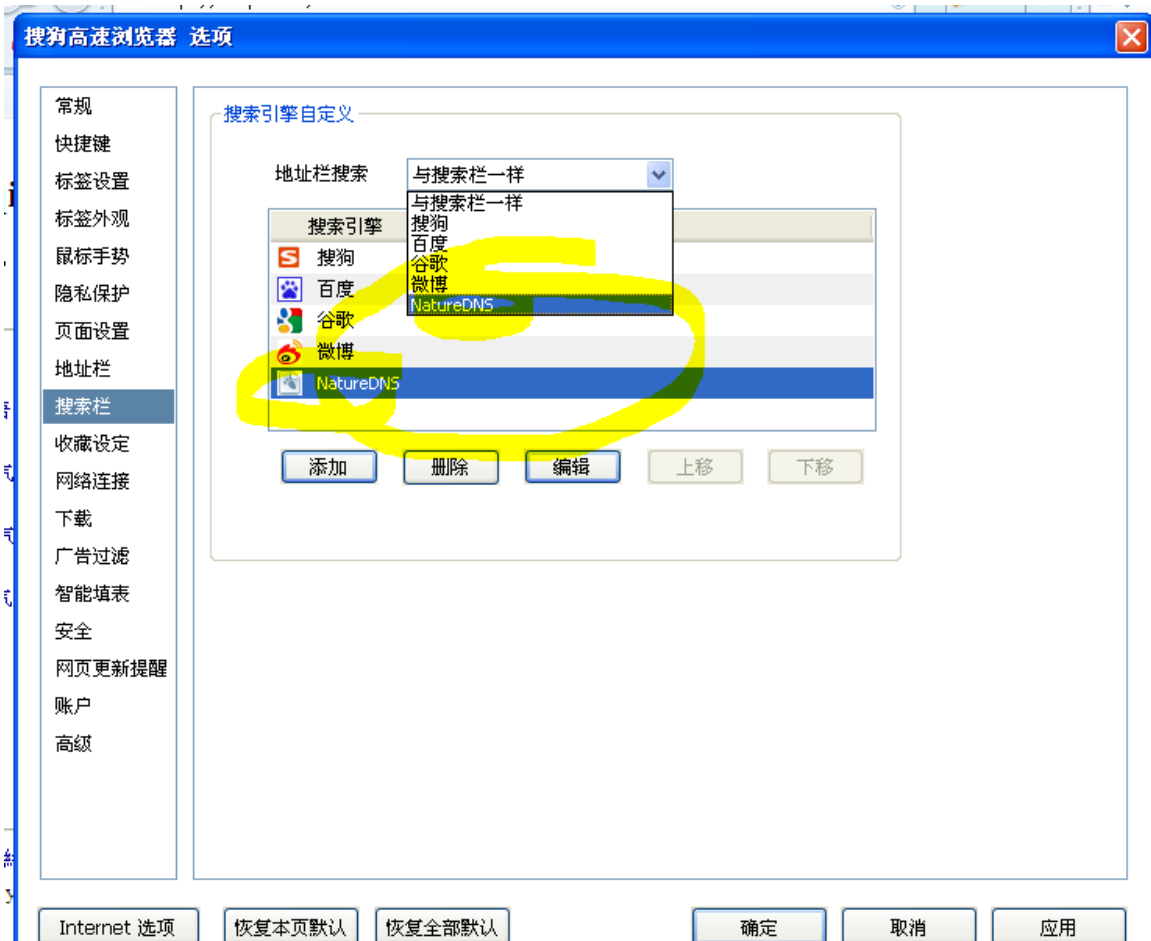 搜狗高速浏览器 选项
常规
快捷键
标签设置
标签外观
鼠标手势
隐私保护
页面设置
地址栏
搜索栏
收藏设定
网络连接
下载
广告过滤
智能填表
安全
网页更新提醒
账户
高级
搜索引擎自定义
地址栏搜索 与搜索栏一样
与搜索栏一样
搜狗
百度
谷歌
微博
NatureDNS
搜索引擎
搜狗
百度
谷歌
微博
NatureDNS
添加 删除 编辑 上移 下移
Internet 选项 恢复本页默认 恢复全部默认 确定 取消 应用